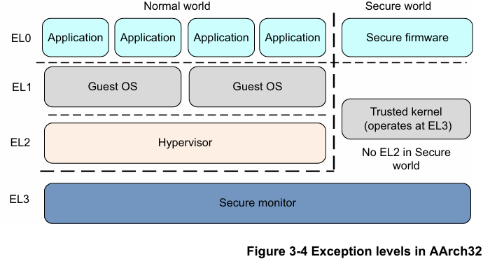 Normal world
Secure world
EL0
Application
Application
Application
Application
Secure firmware
EL1
Guest OS
Guest OS
Trusted kernel
(operates at EL3)
EL2
Hypervisor
No EL2 in Secure
world
EL3
Secure monitor
Figure 3-4 Exception levels in AArch32